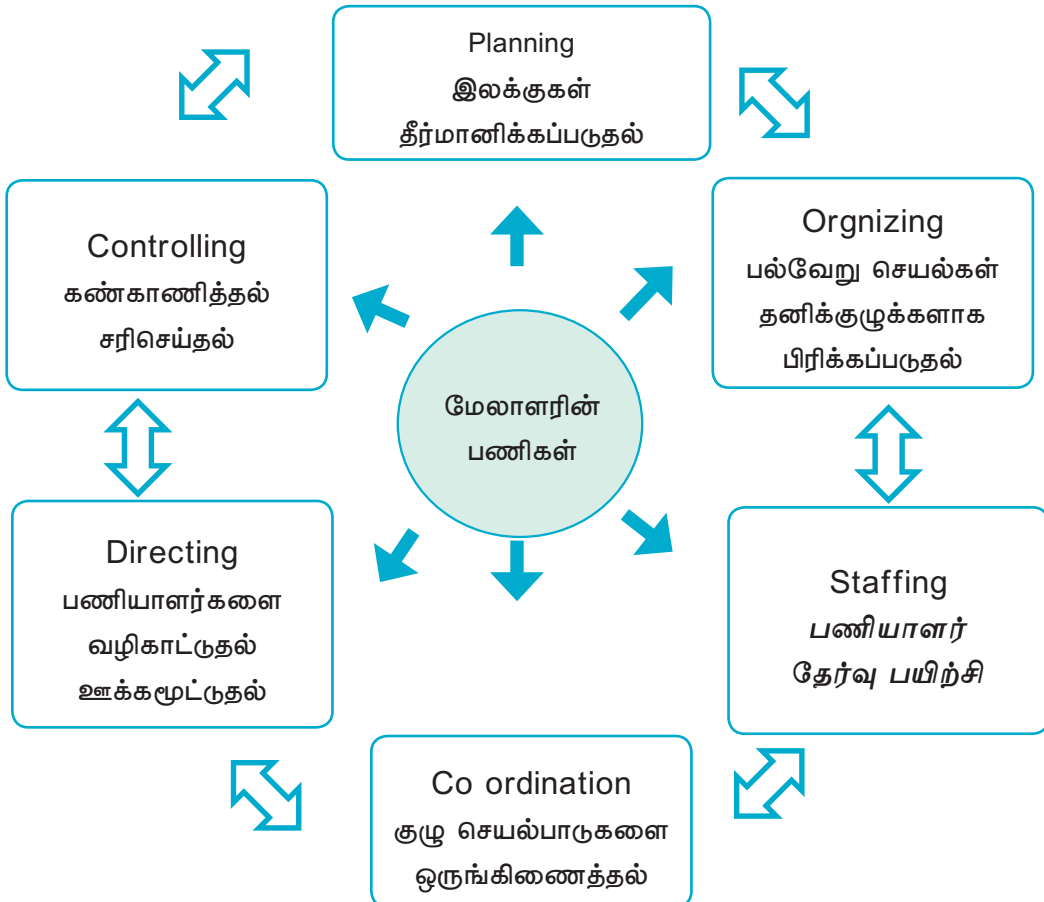 Planning
இலக்குகள்
தீர்மானிக்கப்படுதல்
Controlling
கண்காணித்தல்
சரிசெய்தல்
Orgnizing
பல்வேறு செயல்கள்
தனிக்குழுக்களாக
பிரிக்கப்படுதல்
மேலாளரின்
பணிகள்
Directing
பணியாளர்களை
வழிகாட்டுதல்
ஊக்கமூட்டுதல்
Staffing
பணியாளர்
தேர்வு பயிற்சி
Co ordination
குழு செயல்பாடுகளை
ஒருங்கிணைத்தல்